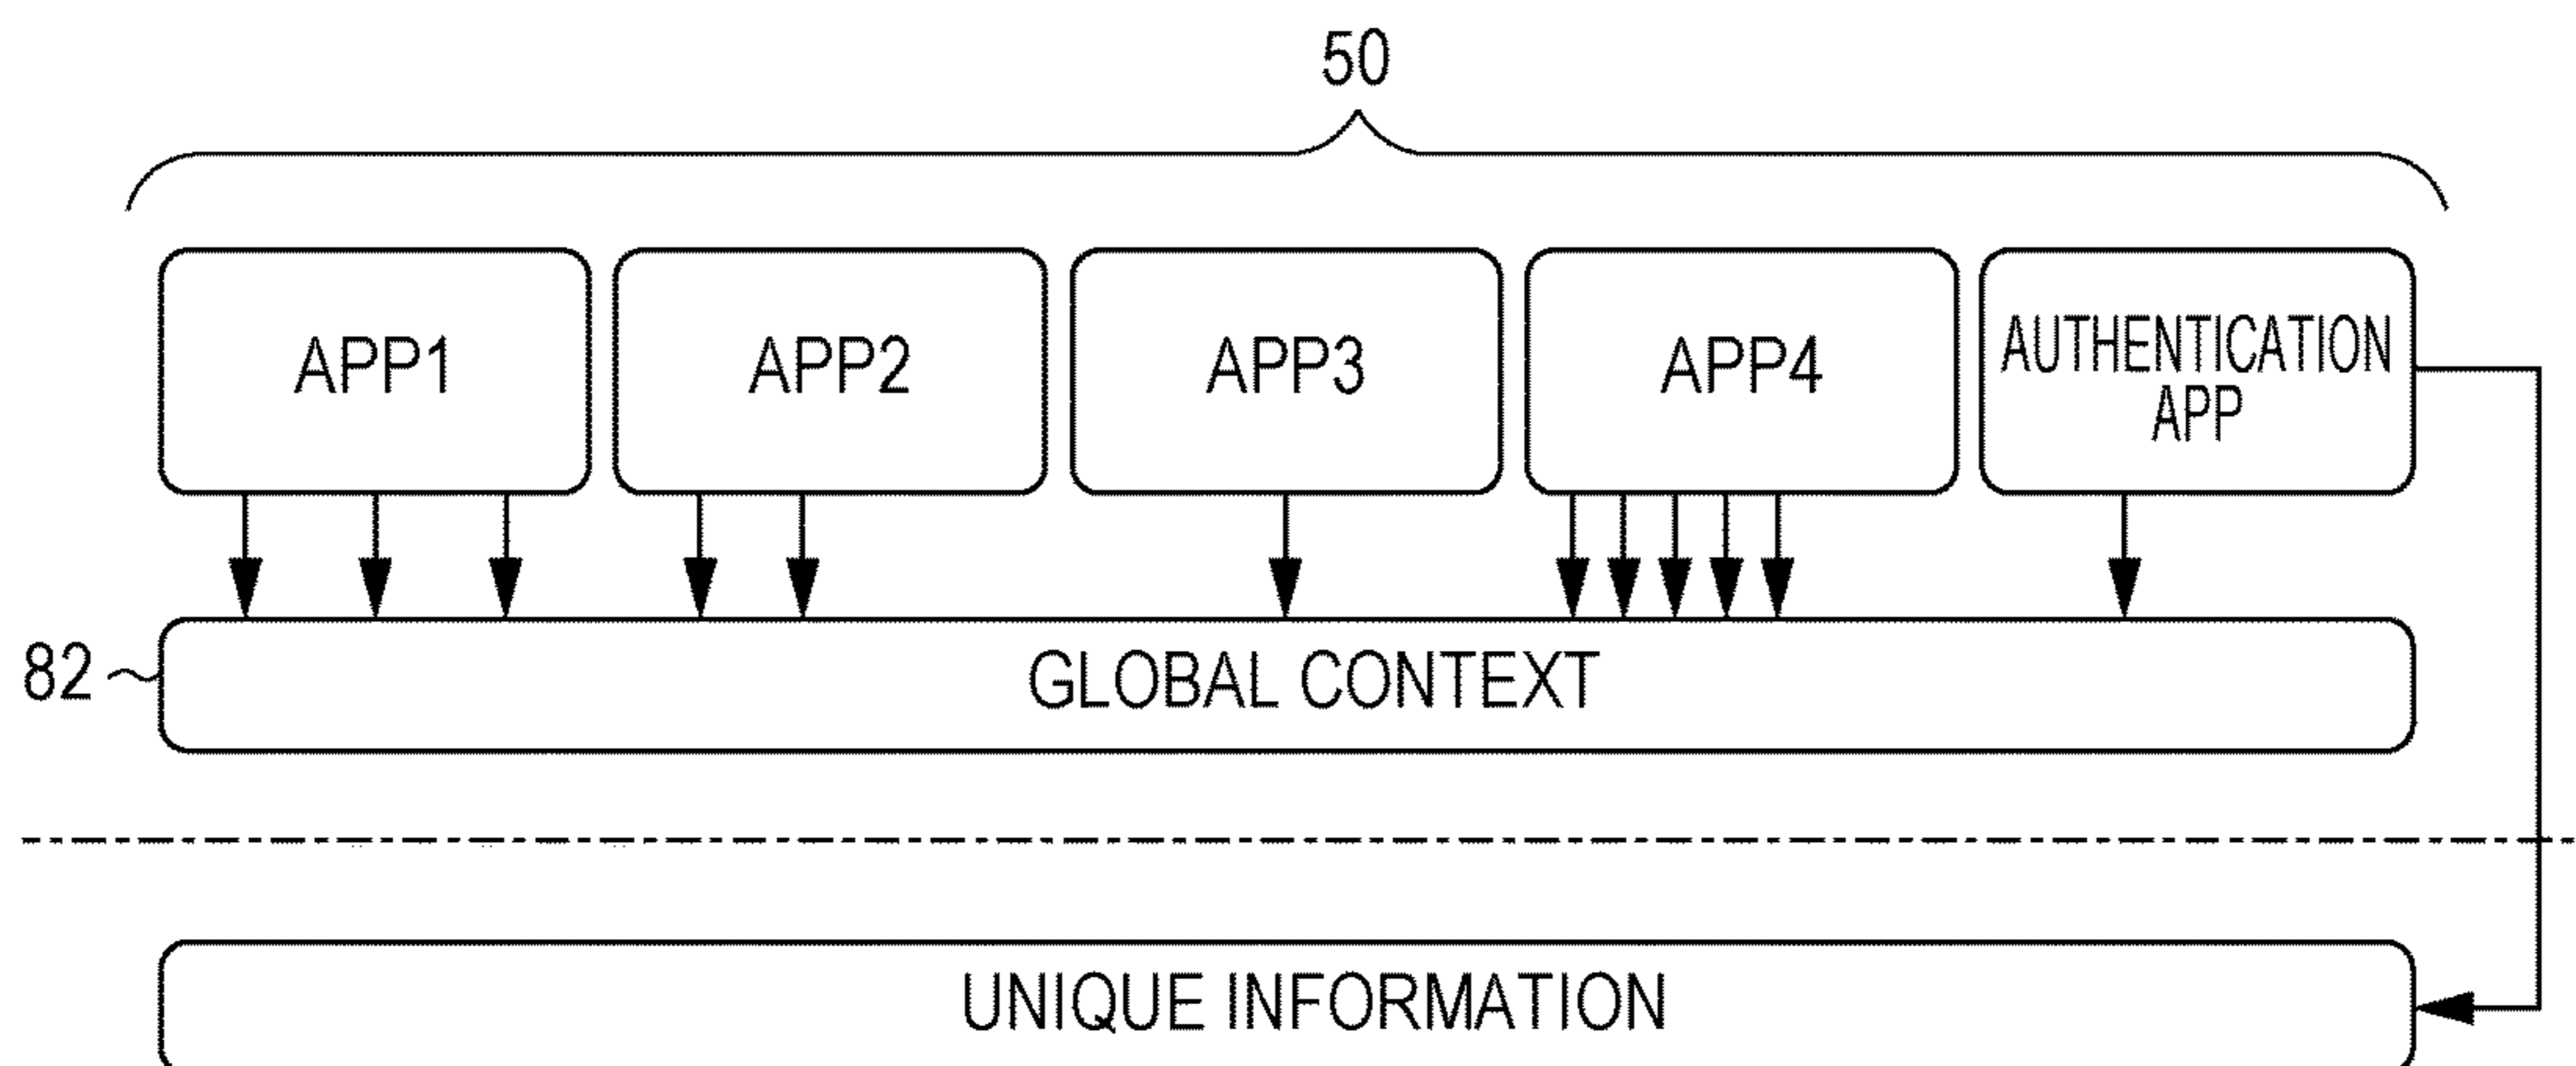 50
APP1
APP2
APP3
APP4
AUTHENTICATION
APP
82
GLOBAL CONTEXT
UNIQUE INFORMATION